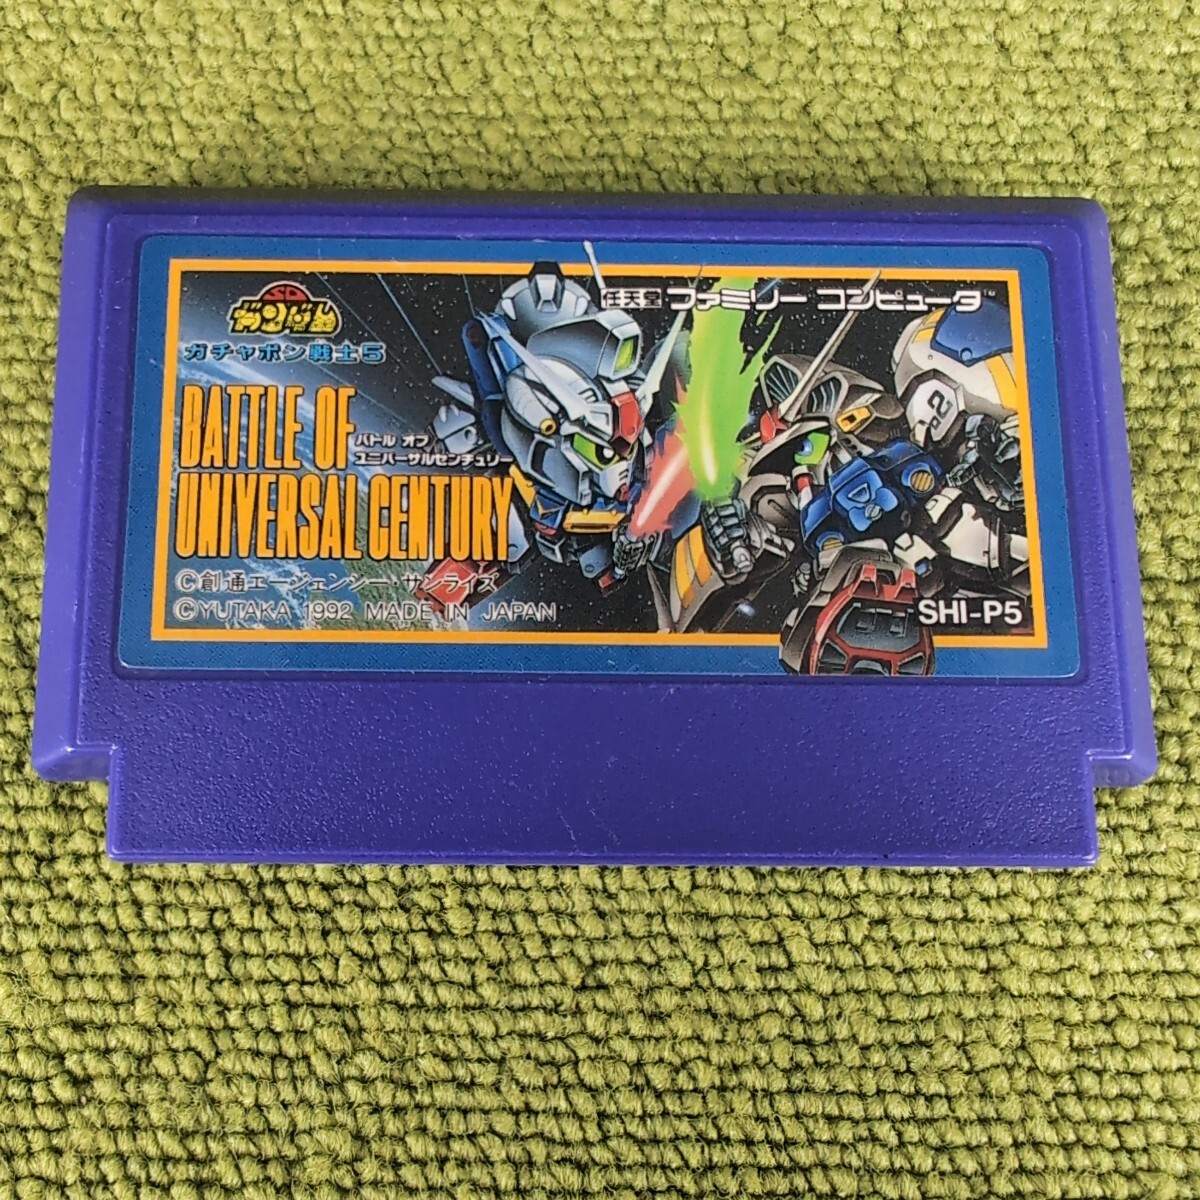 SD
ガンダム
ガチャポン戦士5
任天堂 ファミリー コンピュータ™
BATTLE OF
バトル オブ
ユニバーサルセンチュリー
UNIVERSAL CENTURY
©創通エージェンシー・サンライズ
©YUTAKA 1992 MADE IN JAPAN
2
SHI-P5